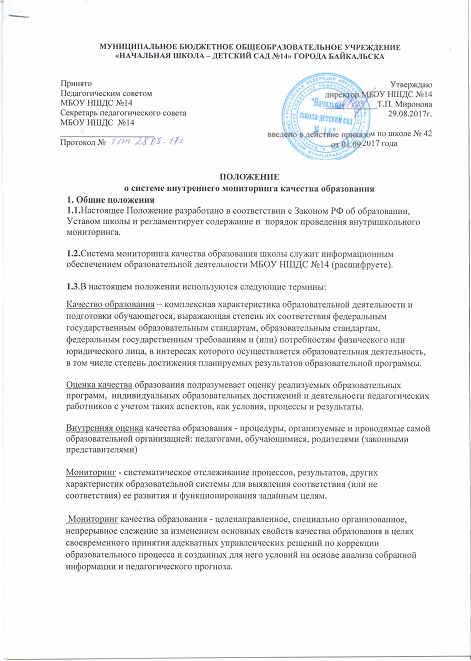 МУНИЦИПАЛЬНОЕ БЮДЖЕТНОЕ ОБЩЕОБРАЗОВАТЕЛЬНОЕ УЧРЕЖДЕНИЕ
«НАЧАЛЬНАЯ ШКОЛА – ДЕТСКИЙ САД №14» ГОРОДА БАЙКАЛЬСКА
Принято
Педагогическим советом
МБОУ НШДС №14
Секретарь педагогического совета
МБОУ НШДС №14
Протокол № 1 от 28.08.17г
Утверждаю
директор МБОУ НШДС №14
Т.П. Миронова
29.08.2017г.
введено в действие приказом по школе № 42
от 01.09 2017 года
"Начальная
школа-детский сад
№ 14"
ПОЛОЖЕНИЕ
о системе внутреннего мониторинга качества образования
1. Общие положения
1.1.Настоящее Положение разработано в соответствии с Законом РФ об образовании,
Уставом школы и регламентирует содержание и порядок проведения внутришкольного
мониторинга.
1.2.Система мониторинга качества образования школы служит информационным
обеспечением образовательной деятельности МБОУ НШДС №14 (расшифруете).
1.3.В настоящем положении используются следующие термины:
Качество образования – комплексная характеристика образовательной деятельности и
подготовки обучающегося, выражающая степень их соответствия федеральным
государственным образовательным стандартам, образовательным стандартам,
федеральным государственным требованиям и (или) потребностям физического или
юридического лица, в интересах которого осуществляется образовательная деятельность,
в том числе степень достижения планируемых результатов образовательной программы.
Оценка качества образования подразумевает оценку реализуемых образовательных
программ, индивидуальных образовательных достижений и деятельности педагогических
работников с учетом таких аспектов, как условия, процессы и результаты.
Внутренняя оценка качества образования - процедуры, организуемые и проводимые самой
образовательной организацией: педагогами, обучающимися, родителями (законными
представителями)
Мониторинг - систематическое отслеживание процессов, результатов, других
характеристик образовательной системы для выявления соответствия (или не
соответствия) ее развития и функционирования заданным целям.
Мониторинг качества образования - целенаправленное, специально организованное,
непрерывное слежение за изменением основных свойств качества образования в целях
своевременного принятия адекватных управленческих решений по коррекции
образовательного процесса и созданных для него условий на основе анализа собранной
информации и педагогического прогноза.